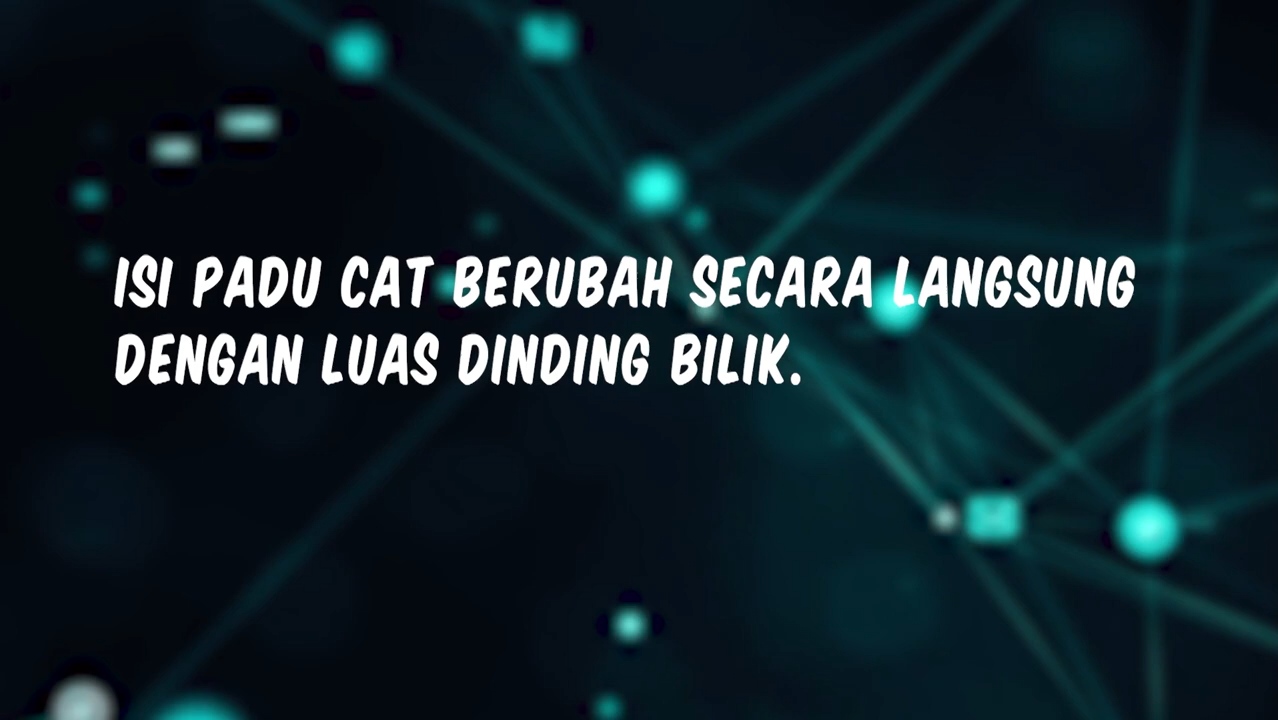 ISI PADU CAT BERUBAH SECARA LANGSUNG
DENGAN LUAS DINDING BILIK.